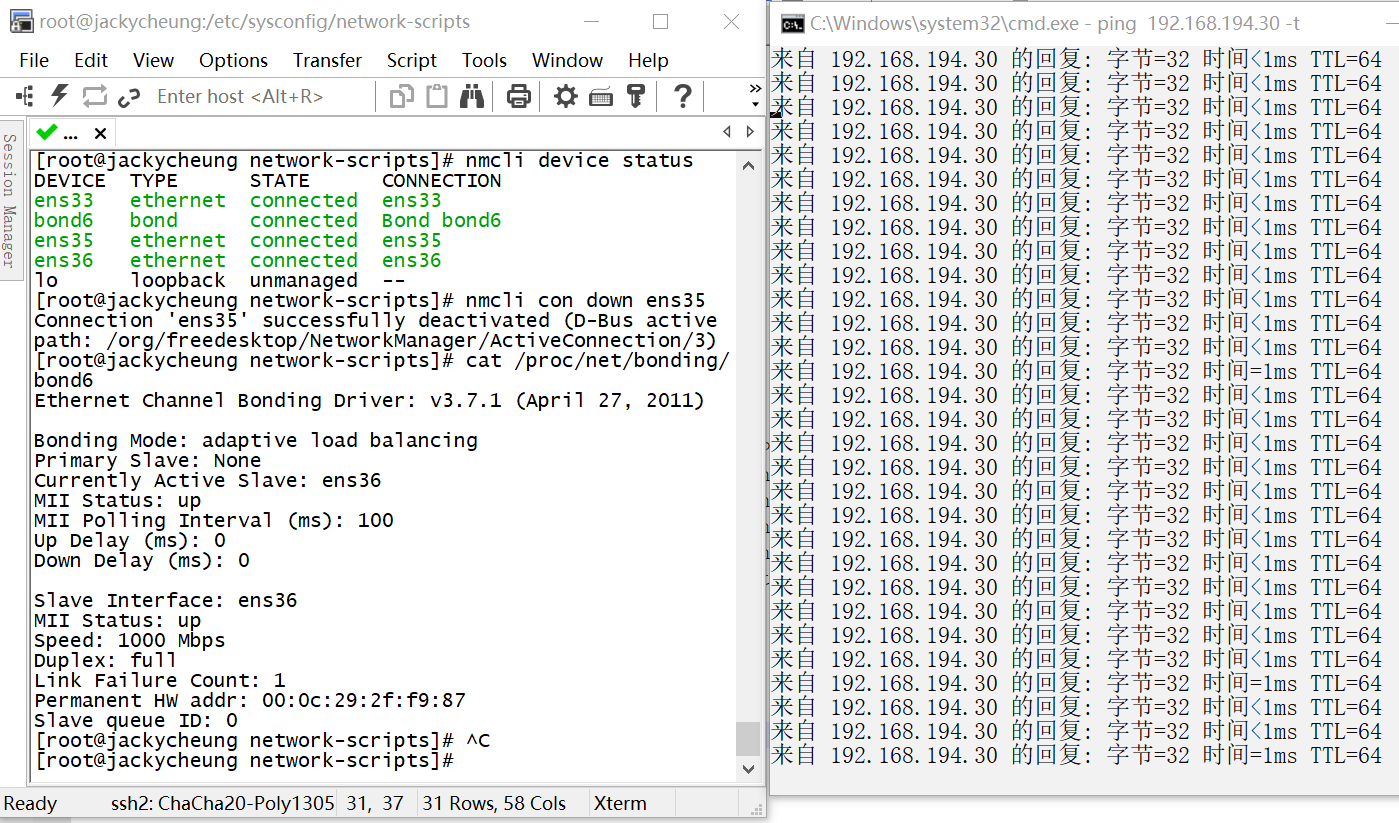 root@jackycheung:/etc/sysconfig/network-scripts
File Edit View Options Transfer Script Tools Window Help
Enter host <Alt+R>
Session Manager
...
[root@jackycheung network-scripts]# nmcli device status
DEVICE TYPE STATE CONNECTION
ens33 ethernet connected ens33
bond6 bond connected Bond bond6
ens35 ethernet connected ens35
ens36 ethernet connected ens36
lo loopback unmanaged --
[root@jackycheung network-scripts]# nmcli con down ens35
Connection 'ens35' successfully deactivated (D-Bus active
path: /org/freedesktop/NetworkManager/ActiveConnection/3)
[root@jackycheung network-scripts]# cat /proc/net/bonding/
bond6
Ethernet Channel Bonding Driver: v3.7.1 (April 27, 2011)
Bonding Mode: adaptive load balancing
Primary Slave: None
Currently Active Slave: ens36
MII Status: up
MII Polling Interval (ms): 100
Up Delay (ms): 0
Down Delay (ms): 0
Slave Interface: ens36
MII Status: up
Speed: 1000 Mbps
Duplex: full
Link Failure Count: 1
Permanent HW addr: 00:0c:29:2f:f9:87
Slave queue ID: 0
[root@jackycheung network-scripts]# ^C
[root@jackycheung network-scripts]#
Ready ssh2: ChaCha20-Poly1305 31, 37 31 Rows, 58 Cols Xterm
C:\Windows\system32\cmd.exe - ping 192.168.194.30 -t
来自 192.168.194.30 的回复: 字节=32 时间<1ms TTL=64
来自 192.168.194.30 的回复: 字节=32 时间<1ms TTL=64
来自 192.168.194.30 的回复: 字节=32 时间<1ms TTL=64
来自 192.168.194.30 的回复: 字节=32 时间<1ms TTL=64
来自 192.168.194.30 的回复: 字节=32 时间<1ms TTL=64
来自 192.168.194.30 的回复: 字节=32 时间<1ms TTL=64
来自 192.168.194.30 的回复: 字节=32 时间<1ms TTL=64
来自 192.168.194.30 的回复: 字节=32 时间<1ms TTL=64
来自 192.168.194.30 的回复: 字节=32 时间<1ms TTL=64
来自 192.168.194.30 的回复: 字节=32 时间<1ms TTL=64
来自 192.168.194.30 的回复: 字节=32 时间<1ms TTL=64
来自 192.168.194.30 的回复: 字节=32 时间<1ms TTL=64
来自 192.168.194.30 的回复: 字节=32 时间<1ms TTL=64
来自 192.168.194.30 的回复: 字节=32 时间=1ms TTL=64
来自 192.168.194.30 的回复: 字节=32 时间<1ms TTL=64
来自 192.168.194.30 的回复: 字节=32 时间<1ms TTL=64
来自 192.168.194.30 的回复: 字节=32 时间<1ms TTL=64
来自 192.168.194.30 的回复: 字节=32 时间<1ms TTL=64
来自 192.168.194.30 的回复: 字节=32 时间<1ms TTL=64
来自 192.168.194.30 的回复: 字节=32 时间<1ms TTL=64
来自 192.168.194.30 的回复: 字节=32 时间<1ms TTL=64
来自 192.168.194.30 的回复: 字节=32 时间<1ms TTL=64
来自 192.168.194.30 的回复: 字节=32 时间<1ms TTL=64
来自 192.168.194.30 的回复: 字节=32 时间<1ms TTL=64
来自 192.168.194.30 的回复: 字节=32 时间<1ms TTL=64
来自 192.168.194.30 的回复: 字节=32 时间<1ms TTL=64
来自 192.168.194.30 的回复: 字节=32 时间=1ms TTL=64
来自 192.168.194.30 的回复: 字节=32 时间<1ms TTL=64
来自 192.168.194.30 的回复: 字节=32 时间<1ms TTL=64
来自 192.168.194.30 的回复: 字节=32 时间=1ms TTL=64